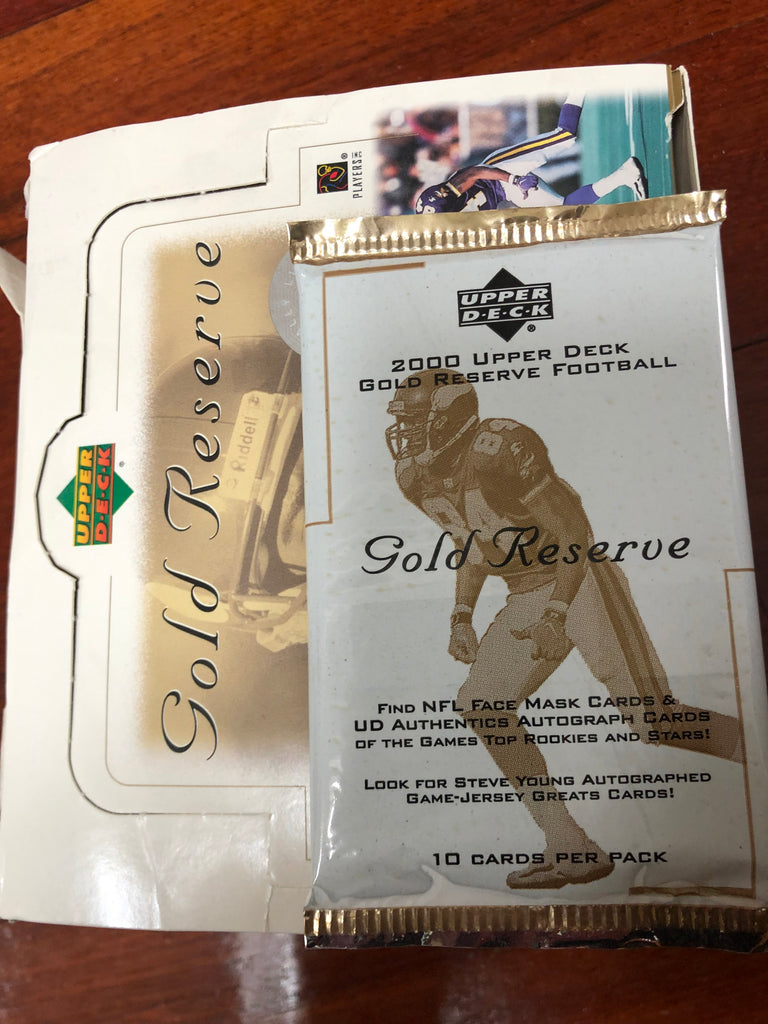 PLAYERS INC
Gold Reserve
Riddell
UPPER
D·E·C·K
UPPER
D·E·C·K
2000 UPPER DECK
GOLD RESERVE FOOTBALL
84
Gold Reserve
FIND NFL FACE MASK CARDS &
UD AUTHENTICS AUTOGRAPH CARDS
OF THE GAMES TOP ROOKIES AND STARS!
LOOK FOR STEVE YOUNG AUTOGRAPHED
GAME-JERSEY GREATS CARDS!
10 CARDS PER PACK